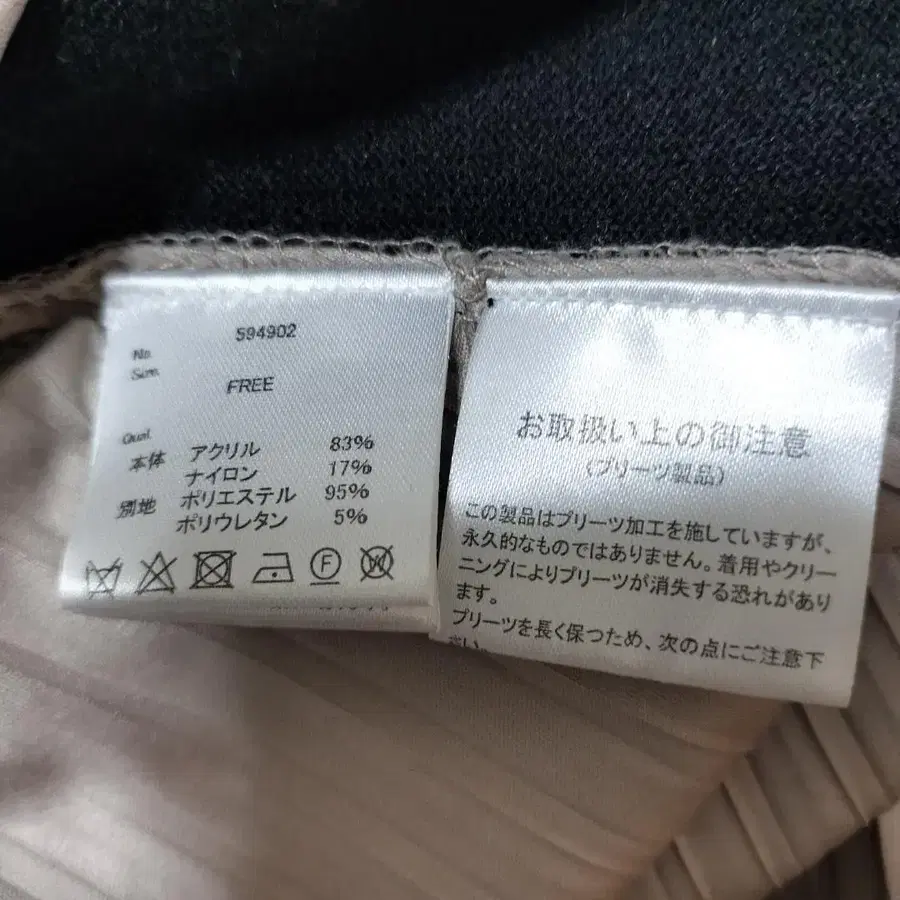 No. 594902
Size. FREE
Qual.
本体 アクリル 83%
ナイロン 17%
別地 ポリエステル 95%
ポリウレタン 5%
F W
お取扱い上の御注意
(プリーツ製品)
この製品はプリーツ加工を施していますが、
永久的なものではありません。着用やクリー
ニングによりプリーツが消失する恐れがあり
ます。
プリーツを長く保つため、次の点にご注意下
さい。